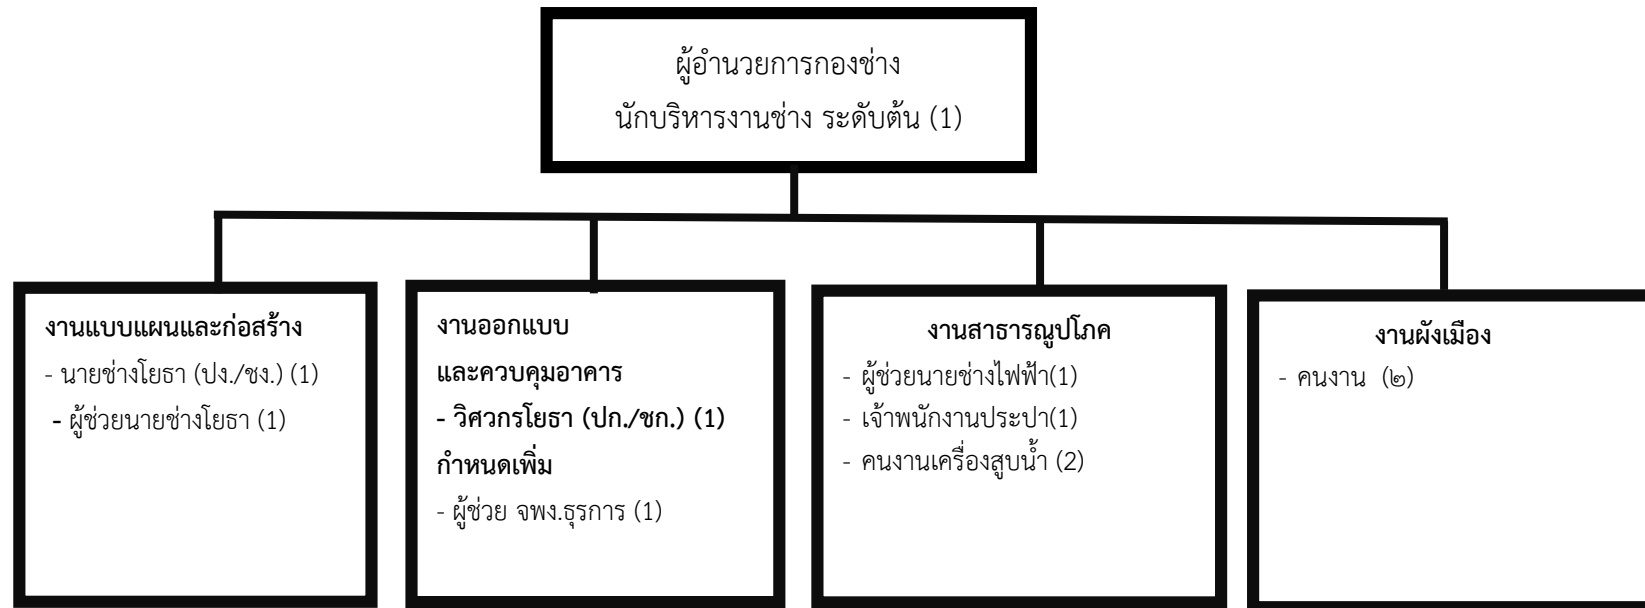 ผู้อำนวยการกองช่าง
นักบริหารงานช่าง ระดับต้น (1)
งานแบบแผนและก่อสร้าง
- นายช่างโยธา (ปง./ชง.) (1)
- ผู้ช่วยนายช่างโยธา (1)
งานออกแบบ
และควบคุมอาคาร
- วิศวกรโยธา (ปก./ชก.) (1)
กำหนดเพิ่ม
- ผู้ช่วย จพง.ธุรการ (1)
งานสาธารณูปโภค
- ผู้ช่วยนายช่างไฟฟ้า(1)
- เจ้าพนักงานประปา(1)
- คนงานเครื่องสูบน้ำ (2)
งานผังเมือง
- คนงาน (๒)